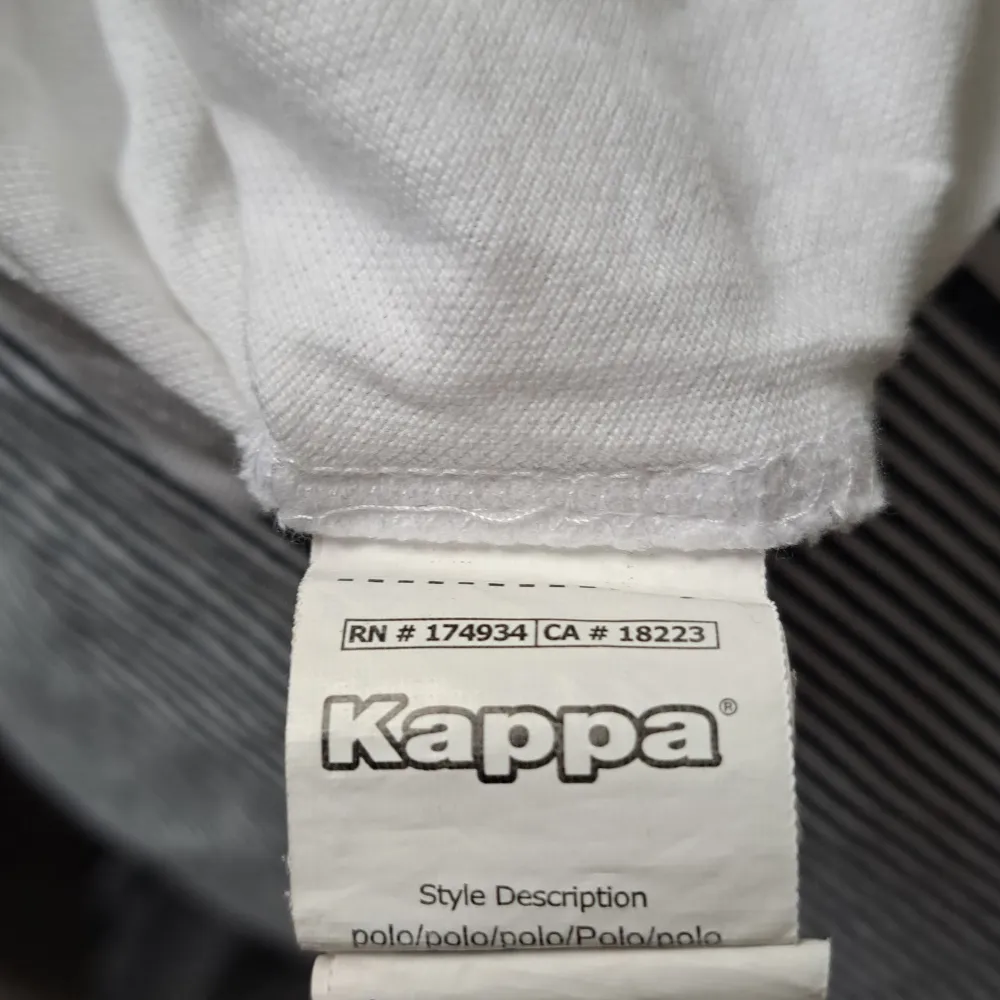 RN # 174934 CA # 18223
Kappa®
Style Description
polo/polo/polo/Polo/polo